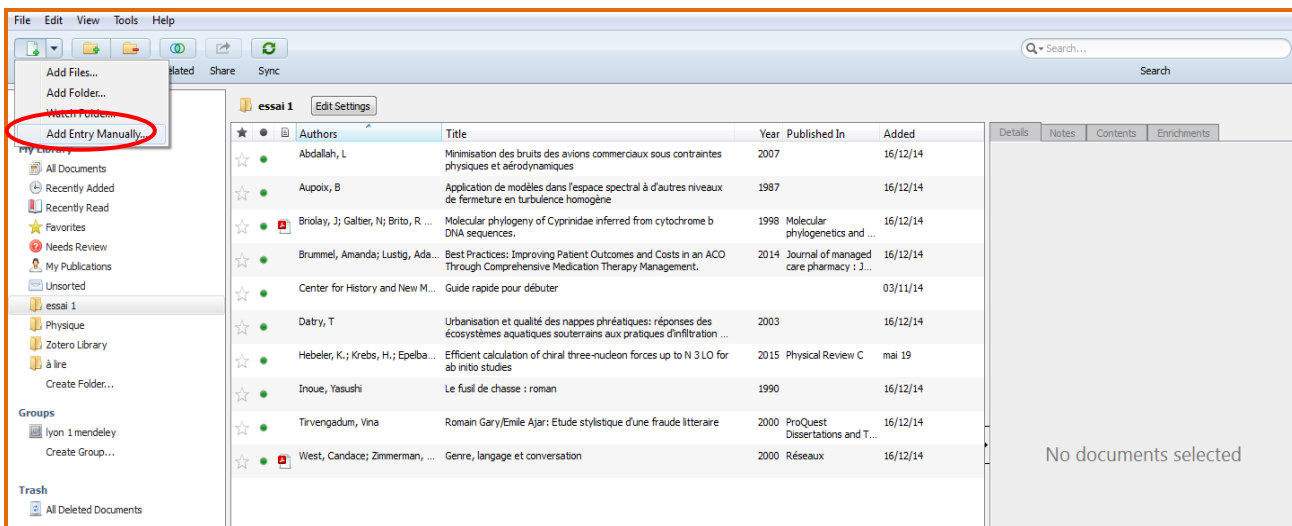 File Edit View Tools Help
Search...
elated Share Sync Search
Add Files...
Add Folder...
Watch Folder...
Add Entry Manually...
My Library
All Documents
Recently Added
Recently Read
Favorites
Needs Review
My Publications
Unsorted
essai 1
Physique
Zotero Library
à lire
Create Folder...
Groups
lyon 1 mendeley
Create Group...
Trash
All Deleted Documents
essai 1 Edit Settings
Authors Title Year Published In Added
Abdallah, L Minimisation des bruits des avions commerciaux sous contraintes 2007 16/12/14
physiques et aérodynamiques
Aupoix, B Application de modèles dans l'espace spectral à d'autres niveaux 1987 16/12/14
de fermeture en turbulence homogène
Briolay, J; Galtier, N; Brito, R ... Molecular phylogeny of Cyprinidae inferred from cytochrome b 1998 Molecular 16/12/14
DNA sequences. phylogenetics and ...
Brummel, Amanda; Lustig, Ada... Best Practices: Improving Patient Outcomes and Costs in an ACO 2014 Journal of managed 16/12/14
Through Comprehensive Medication Therapy Management. care pharmacy : J...
Center for History and New M... Guide rapide pour débuter 03/11/14
Datry, T Urbanisation et qualité des nappes phréatiques: réponses des 2003 16/12/14
écosystèmes aquatiques souterrains aux pratiques d'infiltration ...
Hebeler, K.; Krebs, H.; Epelba... Efficient calculation of chiral three-nucleon forces up to N 3 LO for 2015 Physical Review C mai 19
ab initio studies
Inoue, Yasushi Le fusil de chasse : roman 1990 16/12/14
Tirvengadum, Vina Romain Gary/Emile Ajar: Etude stylistique d'une fraude litteraire 2000 ProQuest 16/12/14
Dissertations and T...
West, Candace; Zimmerman, ... Genre, langage et conversation 2000 Réseaux 16/12/14
Details Notes Contents Enrichments
No documents selected